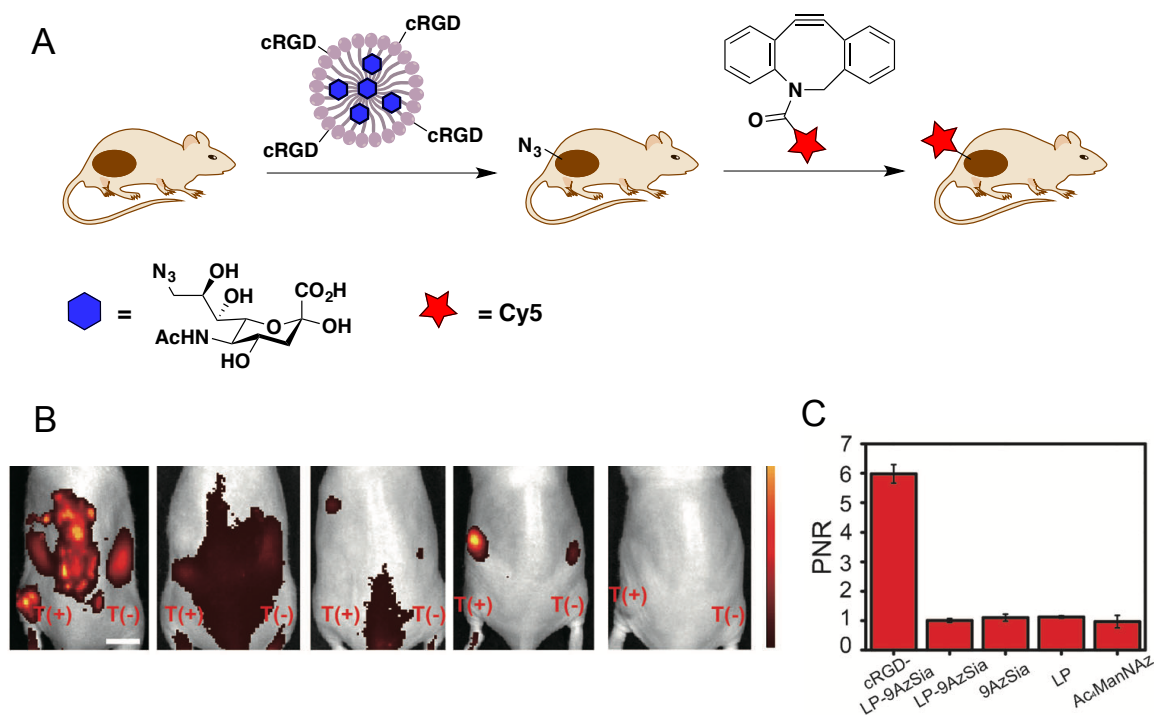 A
cRGD
cRGD
cRGD
cRGD
N
O
N₃
N₃
OH
OH
CO₂H
O
OH
AcHN
HO
=
= Cy5
B
T(+)
T(-)
T(+)
T(-)
T(+)
T(-)
T(+)
T(-)
T(+)
T(-)
C
PNR
7
6
5
4
3
2
1
0
cRGD-
LP-9AzSia
LP-9AzSia
9AzSia
LP
Ac₄ManNAz